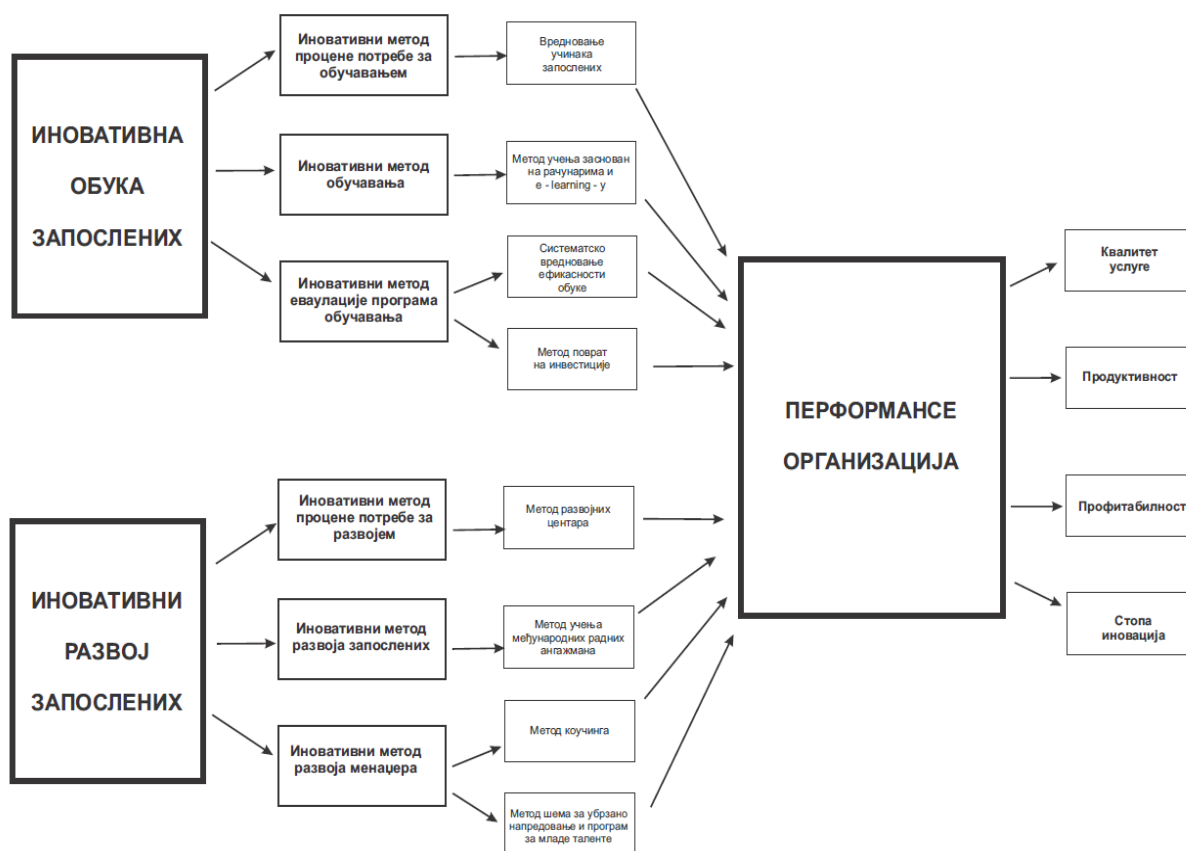 ИНОВАТИВНА
ОБУКА
ЗАПОСЛЕНИХ
Иновативни метод
процене потребе за
обучавањем
Вредновање
учинака
запослених
Иновативни метод
обучавања
Метод учења заснован
на рачунарима и
е - learning - у
Иновативни метод
еваулације програма
обучавања
Систематско
вредновање
ефикасности
обуке
Метод поврат
на инвестиције
ИНОВАТИВНИ
РАЗВОЈ
ЗАПОСЛЕНИХ
Иновативни метод
процене потребе за
развојем
Метод развојних
центара
Иновативни метод
развоја запослених
Метод учења
међународних радних
ангажмана
Иновативни метод
развоја менаџера
Метод коучинга
Метод шема за убрзано
напредовање и програм
за младе таленте
ПЕРФОРМАНСЕ
ОРГАНИЗАЦИЈА
Квалитет
услуге
Продуктивност
Профитабилност
Стопа
иновација